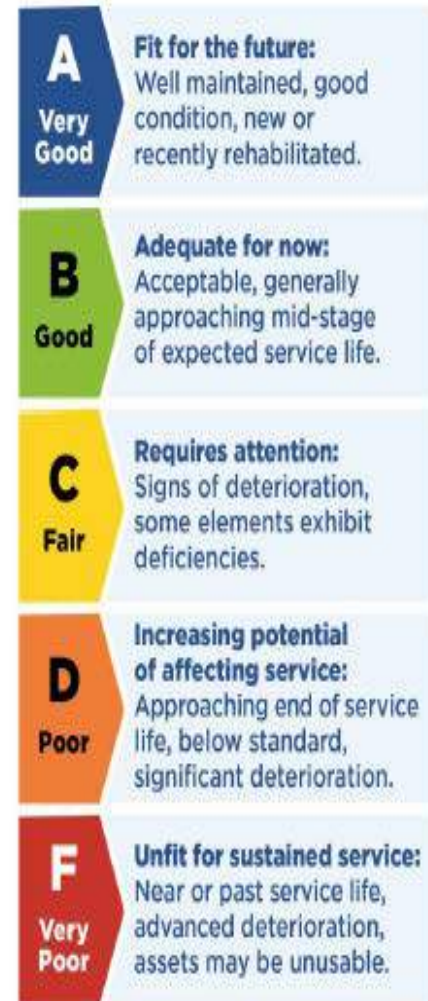 A
Very
Good
Fit for the future:
Well maintained, good
condition, new or
recently rehabilitated.
B
Good
Adequate for now:
Acceptable, generally
approaching mid-stage
of expected service life.
C
Fair
Requires attention:
Signs of deterioration,
some elements exhibit
deficiencies.
D
Poor
Increasing potential
of affecting service:
Approaching end of service
life, below standard,
significant deterioration.
F
Very
Poor
Unfit for sustained service:
Near or past service life,
advanced deterioration,
assets may be unusable.